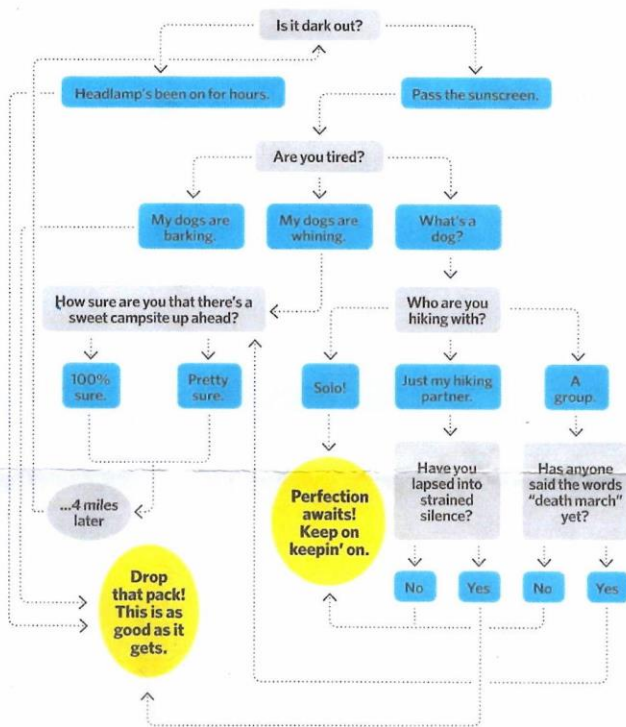 Is it dark out?
Headlamp's been on for hours.
Pass the sunscreen.
Are you tired?
My dogs are
barking.
My dogs are
whining.
What's a
dog?
How sure are you that there's a
sweet campsite up ahead?
Who are you
hiking with?
100%
sure.
Pretty
sure.
Solo!
Just my hiking
partner.
A
group.
...4 miles
later
Perfection
awaits!
Keep on
keepin' on.
Have you
lapsed into
strained
silence?
Has anyone
said the words
"death march"
yet?
No
Yes
No
Yes
Drop
that pack!
This is as
good as it
gets.